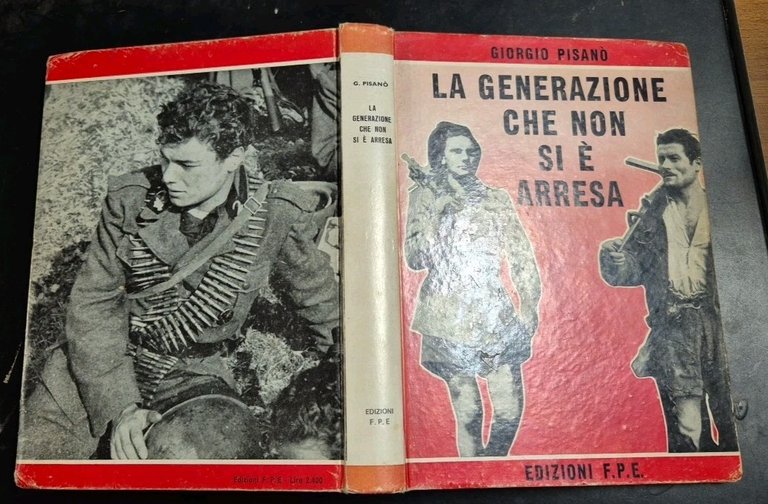 Edizioni F.P.E. - Lire 2.400
G. PISANÒ
LA
GENERAZIONE
CHE NON
SI È ARRESA
EDIZIONI
F. P. E
GIORGIO PISANÒ
LA GENERAZIONE
CHE NON
SI È
ARRESA
EDIZIONI F.P.E.